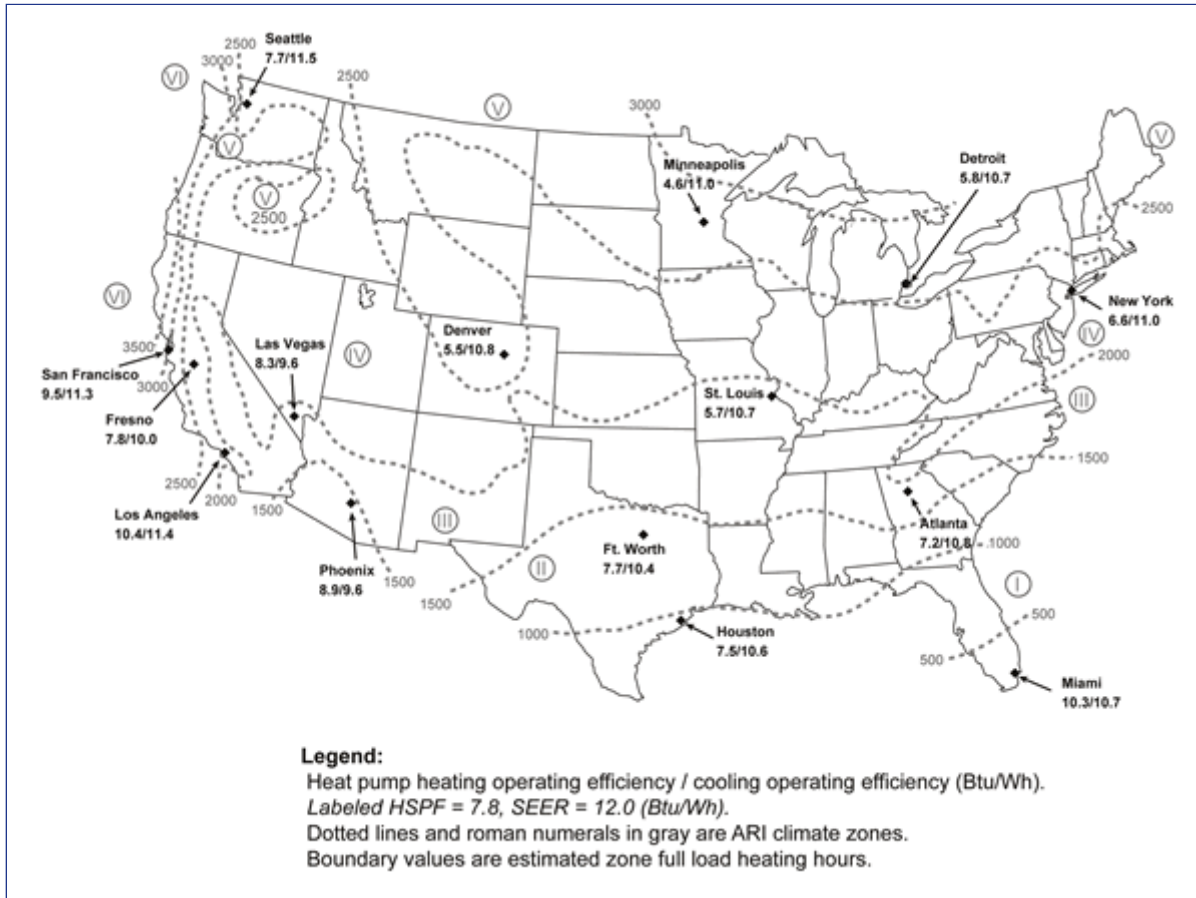 2500
Seattle
7.7/11.5
3000
VI
2500
V
3000
V
Minneapolis
4.6/11.0
Detroit
5.8/10.7
V
V
V
2500
2500
VI
New York
6.6/11.0
Denver
5.5/10.8
Las Vegas
8.3/9.6
IV
IV
2000
3500
San Francisco
9.5/11.3
3000
St. Louis
5.7/10.7
III
Fresno
7.8/10.0
1500
2500
2000
1500
Los Angeles
10.4/11.4
III
Atlanta
7.2/10.8
1000
Ft. Worth
7.7/10.4
Phoenix
8.9/9.6
1500
II
1500
I
1000
Houston
7.5/10.6
500
500
Miami
10.3/10.7
Legend:
Heat pump heating operating efficiency / cooling operating efficiency (Btu/Wh).
Labeled HSPF = 7.8, SEER = 12.0 (Btu/Wh).
Dotted lines and roman numerals in gray are ARI climate zones.
Boundary values are estimated zone full load heating hours.